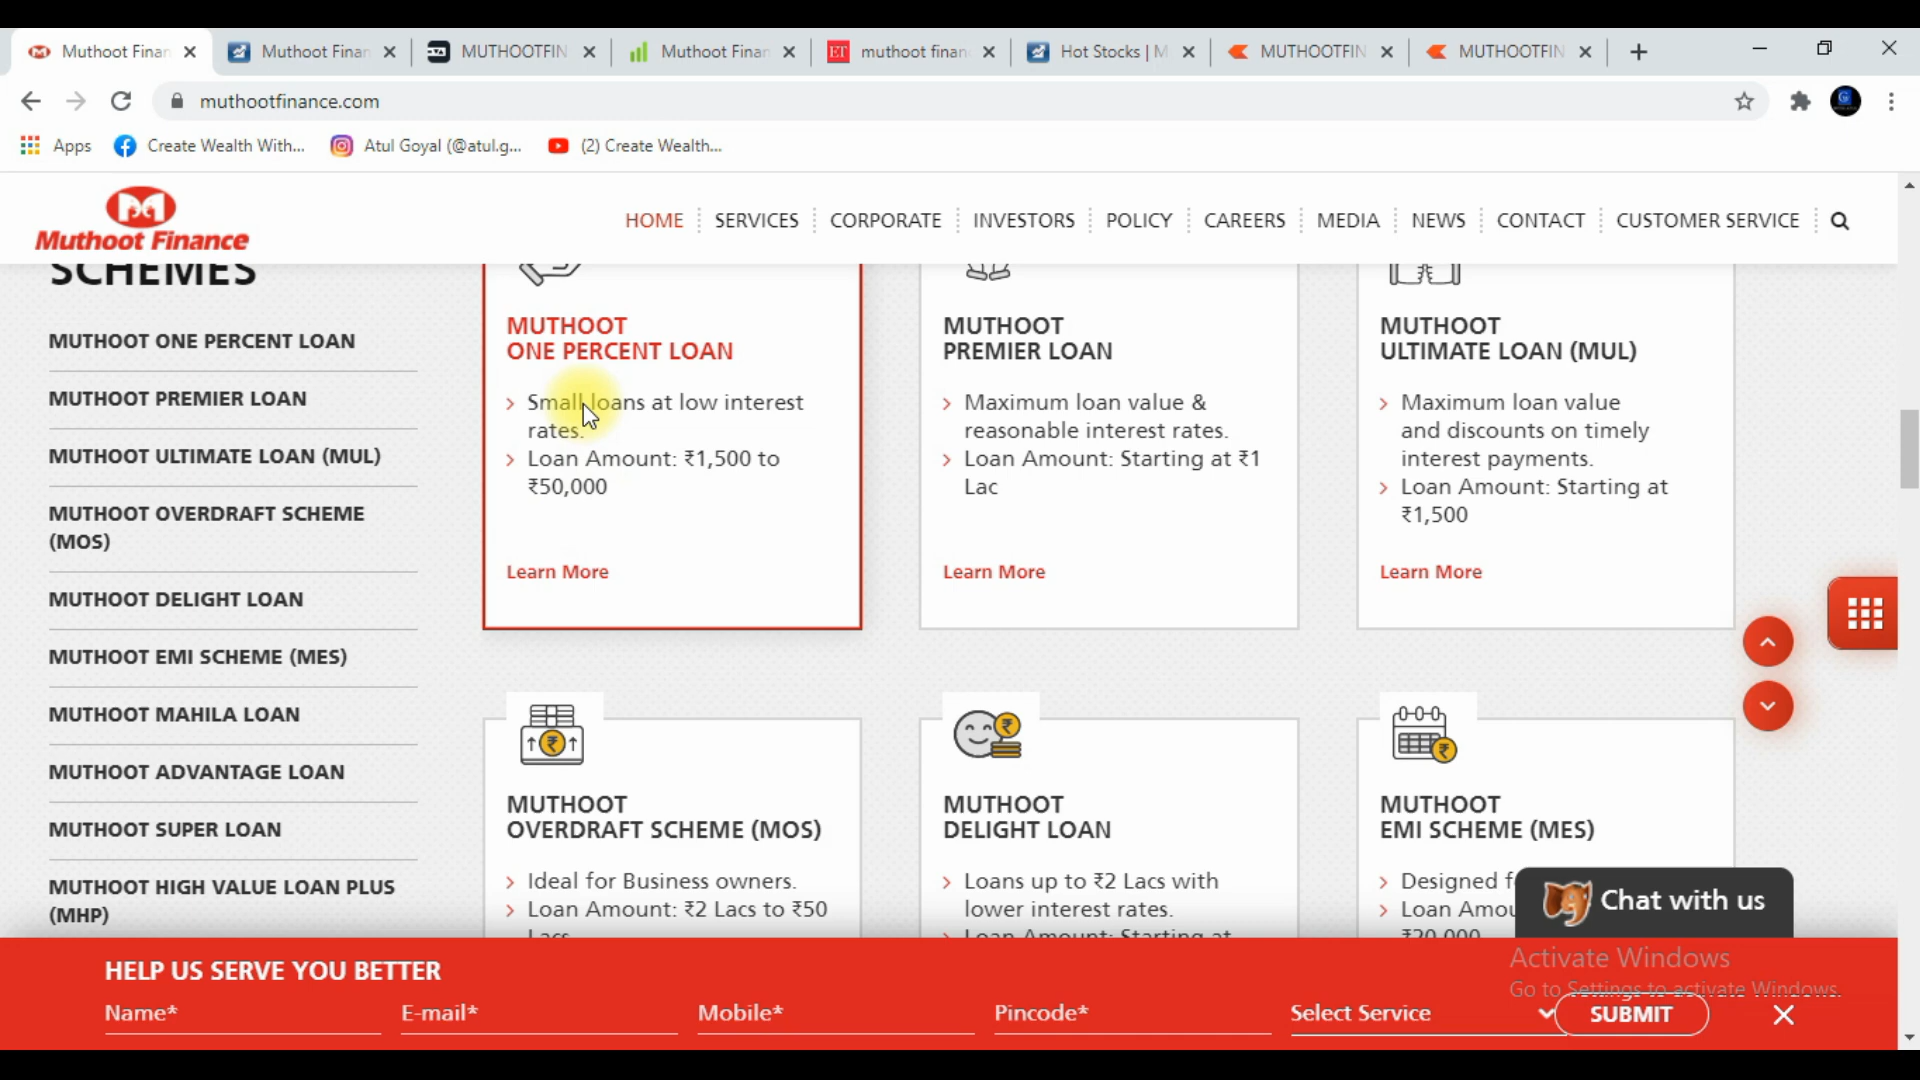 Muthoot Finan
Muthoot Finan
MUTHOOTFIN
Muthoot Finan
ET
muthoot finan
Hot Stocks | M
MUTHOOTFIN
MUTHOOTFIN
muthootfinance.com
Apps
Create Wealth With...
Atul Goyal (@atul.g...
(2) Create Wealth...
Muthoot Finance
HOME
SERVICES
CORPORATE
INVESTORS
POLICY
CAREERS
MEDIA
NEWS
CONTACT
CUSTOMER SERVICE
SCHEMES
MUTHOOT ONE PERCENT LOAN
MUTHOOT PREMIER LOAN
MUTHOOT ULTIMATE LOAN (MUL)
MUTHOOT OVERDRAFT SCHEME
(MOS)
MUTHOOT DELIGHT LOAN
MUTHOOT EMI SCHEME (MES)
MUTHOOT MAHILA LOAN
MUTHOOT ADVANTAGE LOAN
MUTHOOT SUPER LOAN
MUTHOOT HIGH VALUE LOAN PLUS
(MHP)
MUTHOOT
ONE PERCENT LOAN
Small loans at low interest
rates.
Loan Amount: ₹1,500 to
₹50,000
Learn More
MUTHOOT
PREMIER LOAN
Maximum loan value &
reasonable interest rates.
Loan Amount: Starting at ₹1
Lac
Learn More
MUTHOOT
ULTIMATE LOAN (MUL)
Maximum loan value
and discounts on timely
interest payments.
Loan Amount: Starting at
₹1,500
Learn More
MUTHOOT
OVERDRAFT SCHEME (MOS)
Ideal for Business owners.
Loan Amount: ₹2 Lacs to ₹50
Lacs
MUTHOOT
DELIGHT LOAN
Loans up to ₹2 Lacs with
lower interest rates.
Loan Amount: Starting at
MUTHOOT
EMI SCHEME (MES)
Designed f
Loan Amou
₹20,000
Chat with us
HELP US SERVE YOU BETTER
Name*
E-mail*
Mobile*
Pincode*
Select Service
SUBMIT
Activate Windows
Go to Settings to activate Windows.